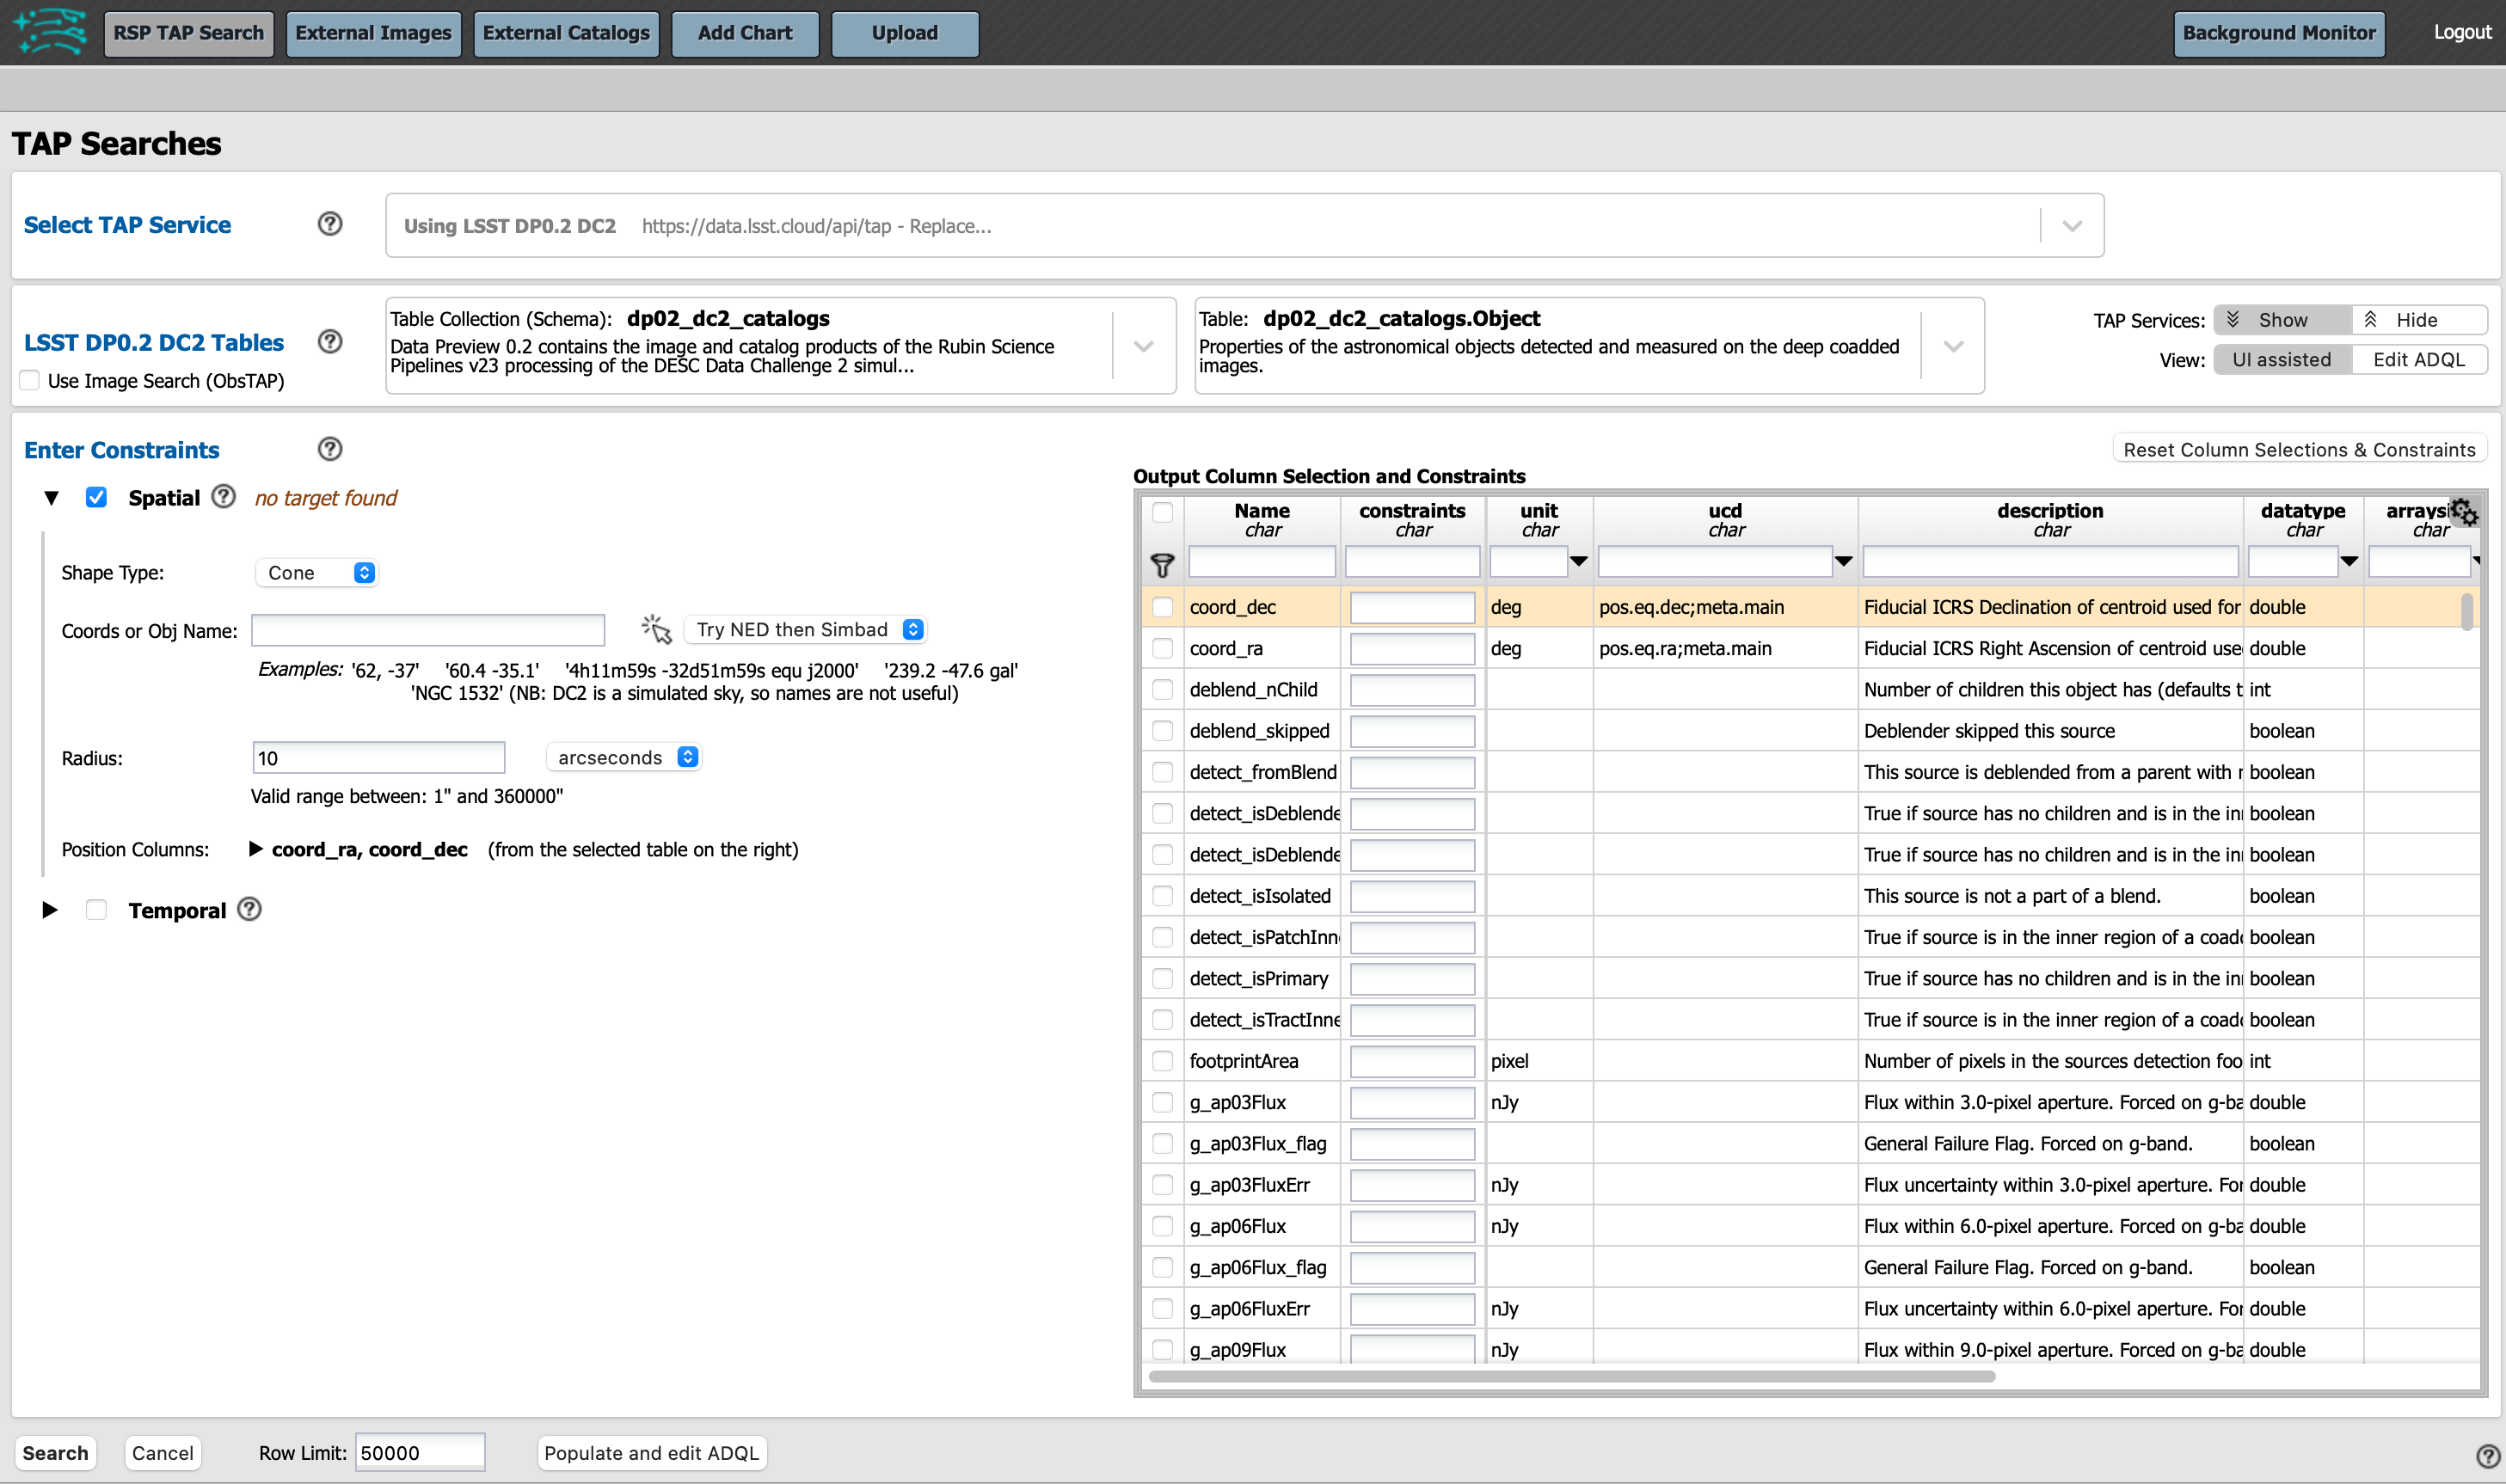 RSP TAP Search External Images External Catalogs Add Chart Upload Background Monitor Logout
TAP Searches
Select TAP Service Using LSST DP0.2 DC2 https://data.lsst.cloud/api/tap - Replace...
LSST DP0.2 DC2 Tables
Use Image Search (ObsTAP)
Table Collection (Schema): dp02_dc2_catalogs
Data Preview 0.2 contains the image and catalog products of the Rubin Science
Pipelines v23 processing of the DESC Data Challenge 2 simul...
Table: dp02_dc2_catalogs.Object
Properties of the astronomical objects detected and measured on the deep coadded
images.
TAP Services: Show Hide
View: UI assisted Edit ADQL
Enter Constraints
Reset Column Selections & Constraints
Spatial no target found
Shape Type: Cone
Coords or Obj Name: Try NED then Simbad
Examples: '62, -37' '60.4 -35.1' '4h11m59s -32d51m59s equ j2000' '239.2 -47.6 gal'
'NGC 1532' (NB: DC2 is a simulated sky, so names are not useful)
Radius: 10 arcseconds
Valid range between: 1" and 360000"
Position Columns: coord_ra, coord_dec (from the selected table on the right)
Temporal
Output Column Selection and Constraints
Name constraints unit ucd description datatype arraysi
char char char char char char char
coord_dec deg pos.eq.dec;meta.main Fiducial ICRS Declination of centroid used for double
coord_ra deg pos.eq.ra;meta.main Fiducial ICRS Right Ascension of centroid use double
deblend_nChild Number of children this object has (defaults t int
deblend_skipped Deblender skipped this source boolean
detect_fromBlend This source is deblended from a parent with boolean
detect_isDeblende True if source has no children and is in the in boolean
detect_isDeblende True if source has no children and is in the in boolean
detect_isIsolated This source is not a part of a blend. boolean
detect_isPatchInn True if source is in the inner region of a coad boolean
detect_isPrimary True if source has no children and is in the in boolean
detect_isTractInne True if source is in the inner region of a coad boolean
footprintArea pixel Number of pixels in the sources detection foo int
g_ap03Flux nJy Flux within 3.0-pixel aperture. Forced on g-ba double
g_ap03Flux_flag General Failure Flag. Forced on g-band. boolean
g_ap03FluxErr nJy Flux uncertainty within 3.0-pixel aperture. For double
g_ap06Flux nJy Flux within 6.0-pixel aperture. Forced on g-ba double
g_ap06Flux_flag General Failure Flag. Forced on g-band. boolean
g_ap06FluxErr nJy Flux uncertainty within 6.0-pixel aperture. For double
g_ap09Flux nJy Flux within 9.0-pixel aperture. Forced on g-ba double
Search Cancel Row Limit: 50000 Populate and edit ADQL